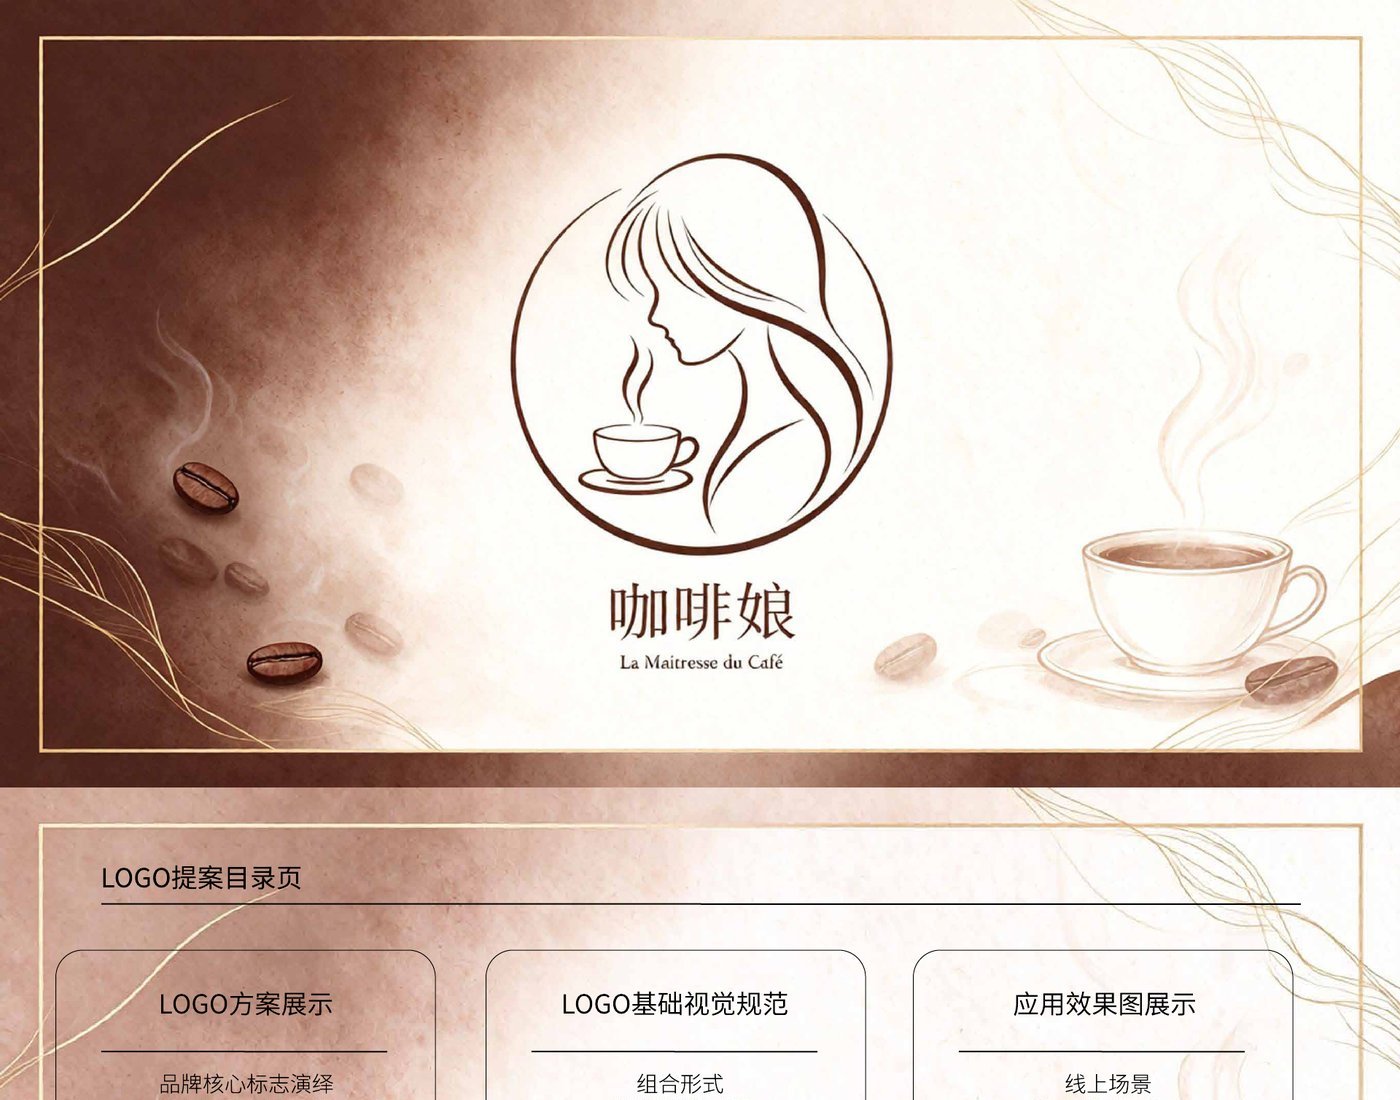 咖啡娘
La Maitresse du Café
LOGO提案目录页
LOGO方案展示
LOGO基础视觉规范
应用效果图展示
品牌核心标志演绎
组合形式
线上场景